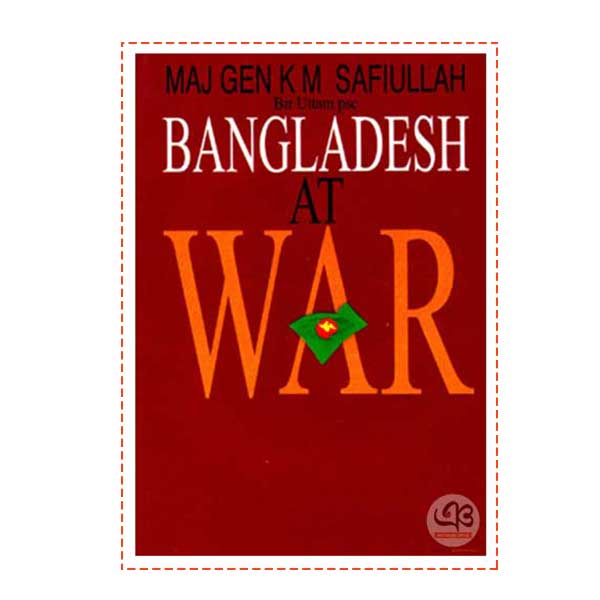 MAJ GEN K M SAFIULLAH
Bir Uttam psc
BANGLADESH
AT
WAR